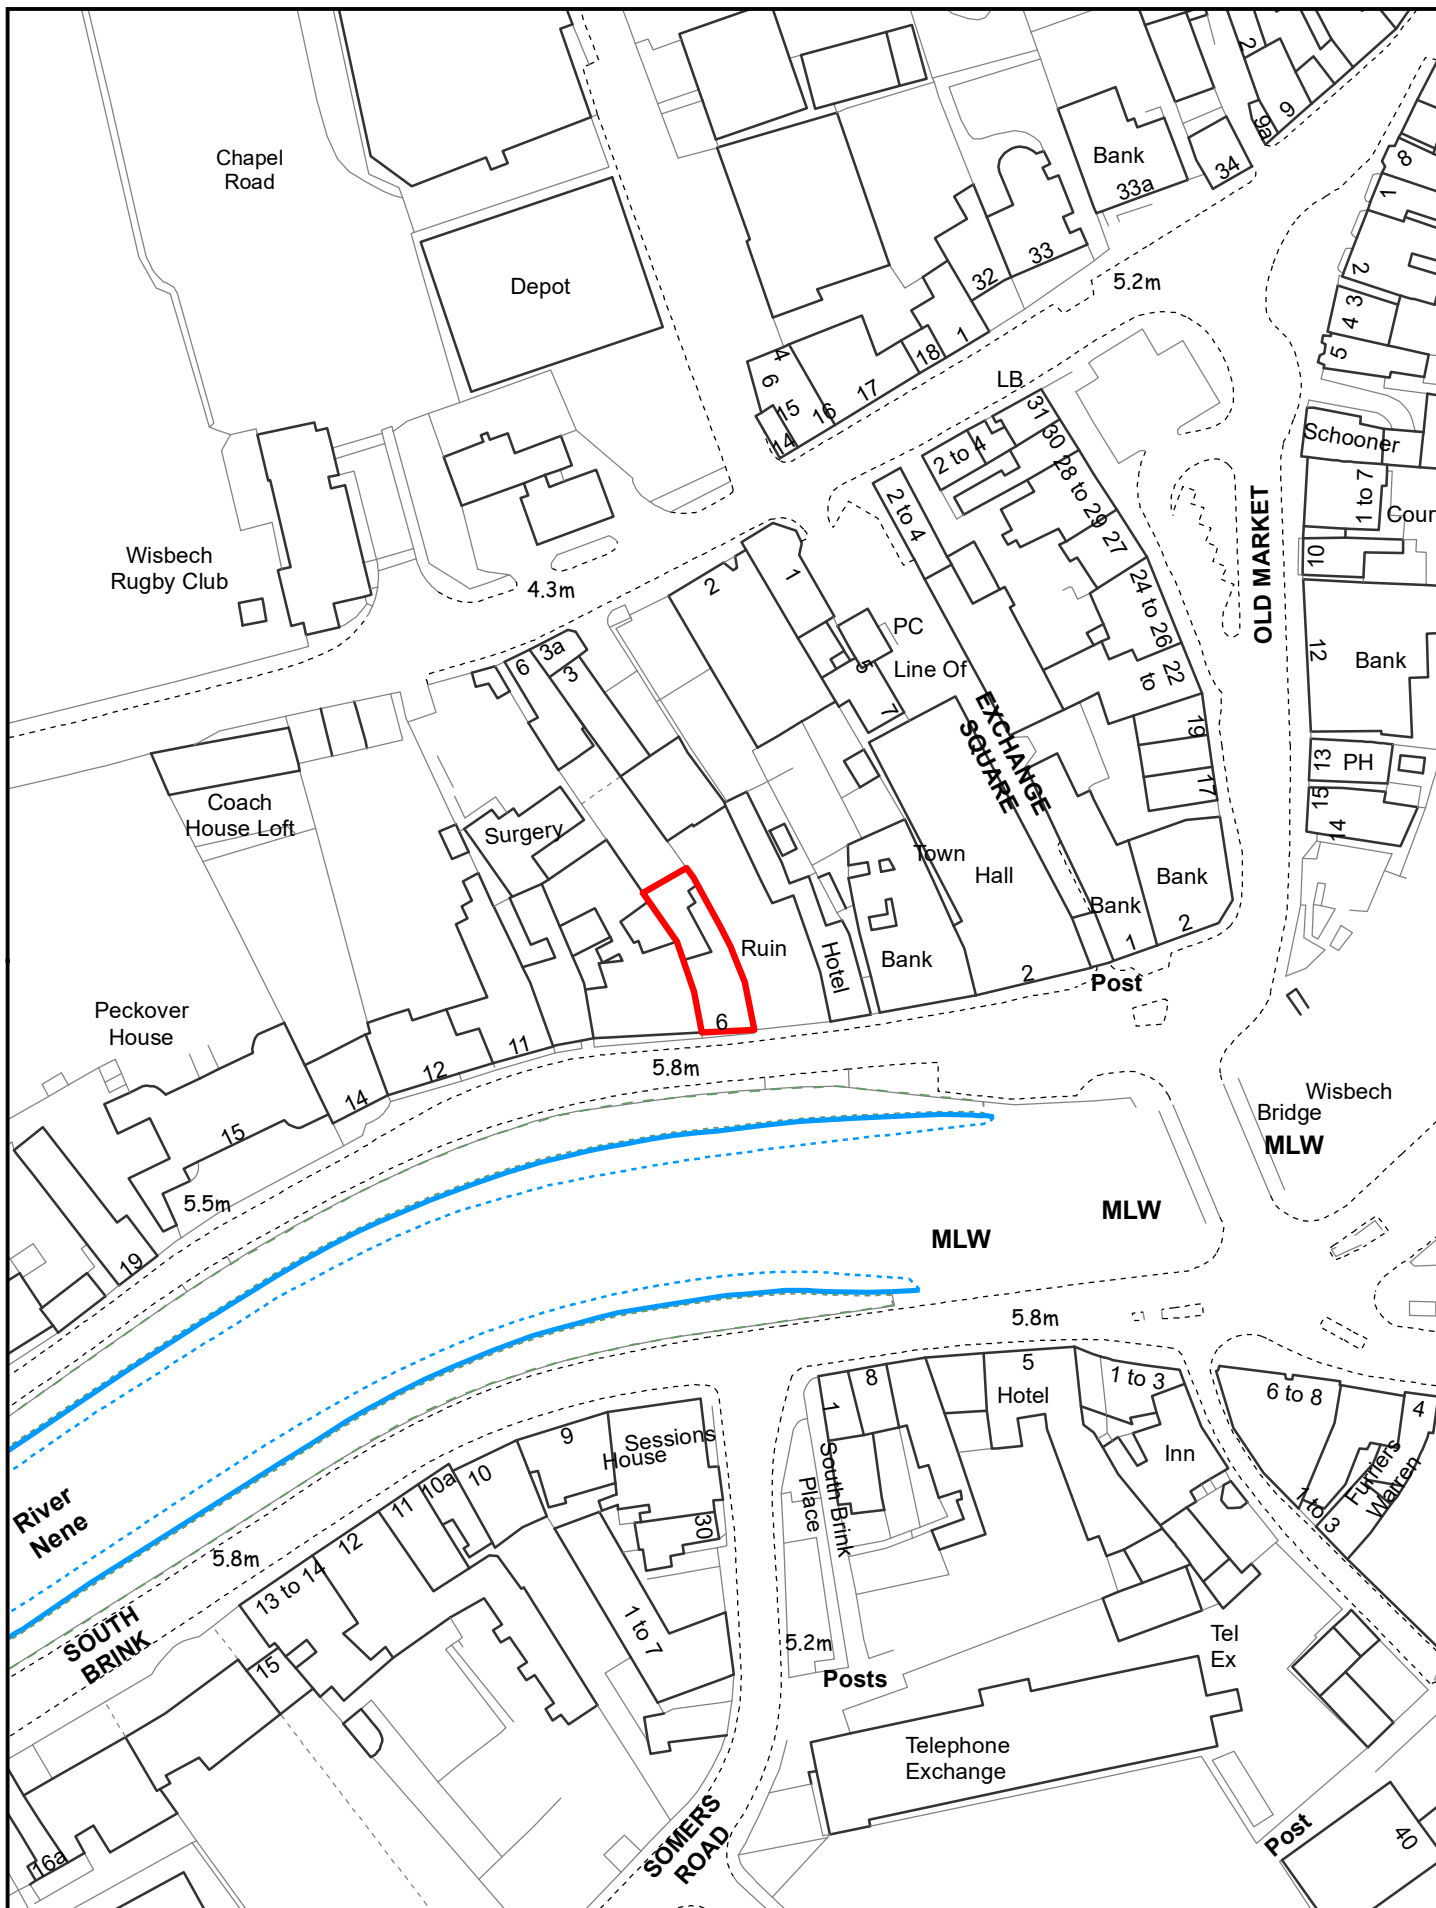 Chapel
Road
Depot
Bank
33a
34
2
9a
9
8
1
2
3
4
5
5.2m
33
32
1
18
17
16
15
14
4
6
LB
31
30
2 to 4
28 to 29
27
2 to 4
24 to 26
22
to
19
17
Schooner
1 to 7
Cour
10
12
Bank
13
PH
15
14
OLD MARKET
Wisbech
Rugby Club
4.3m
2
1
PC
5
Line Of
7
6
3a
3
EXCHANGE
SQUARE
Coach
House Loft
Surgery
Town
Hall
Bank
Bank
1
2
Ruin
Hotel
Bank
2
Post
6
Peckover
House
11
12
14
15
19
5.8m
5.5m
Wisbech
Bridge
MLW
MLW
MLW
5.8m
5
Hotel
1 to 3
6 to 8
4
8
1
Inn
Furriers
Warren
1 to 3
South Brink
Place
Sessions
House
9
10
10a
11
12
30
River
Nene
5.8m
13 to 14
15
SOUTH
BRINK
1 to 7
5.2m
Posts
Tel
Ex
Telephone
Exchange
SOMERS
ROAD
Post
40
16a